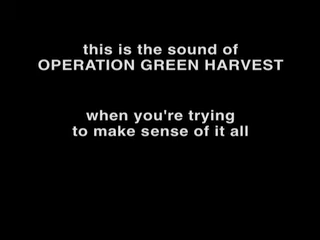 this is the sound of
OPERATION GREEN HARVEST
when you're trying
to make sense of it all